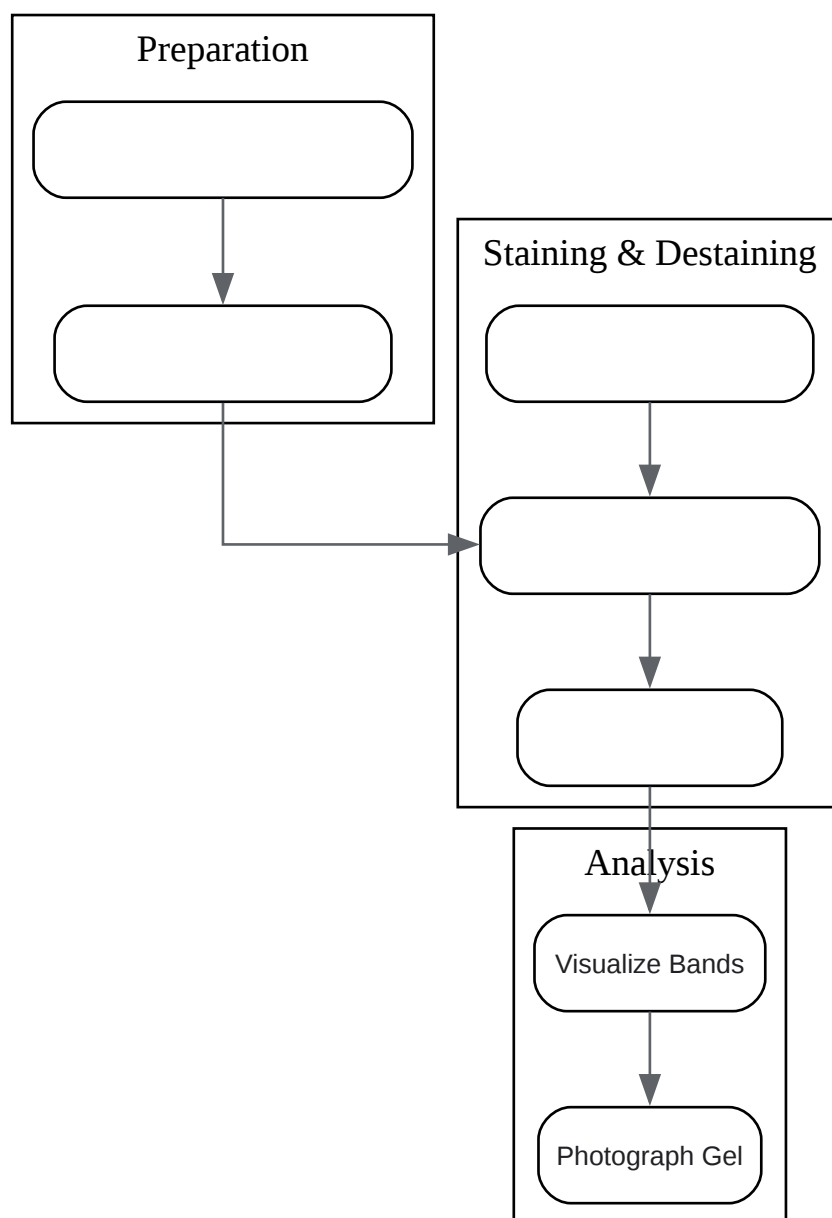 Preparation
Staining & Destaining
Analysis
Visualize Bands
Photograph Gel